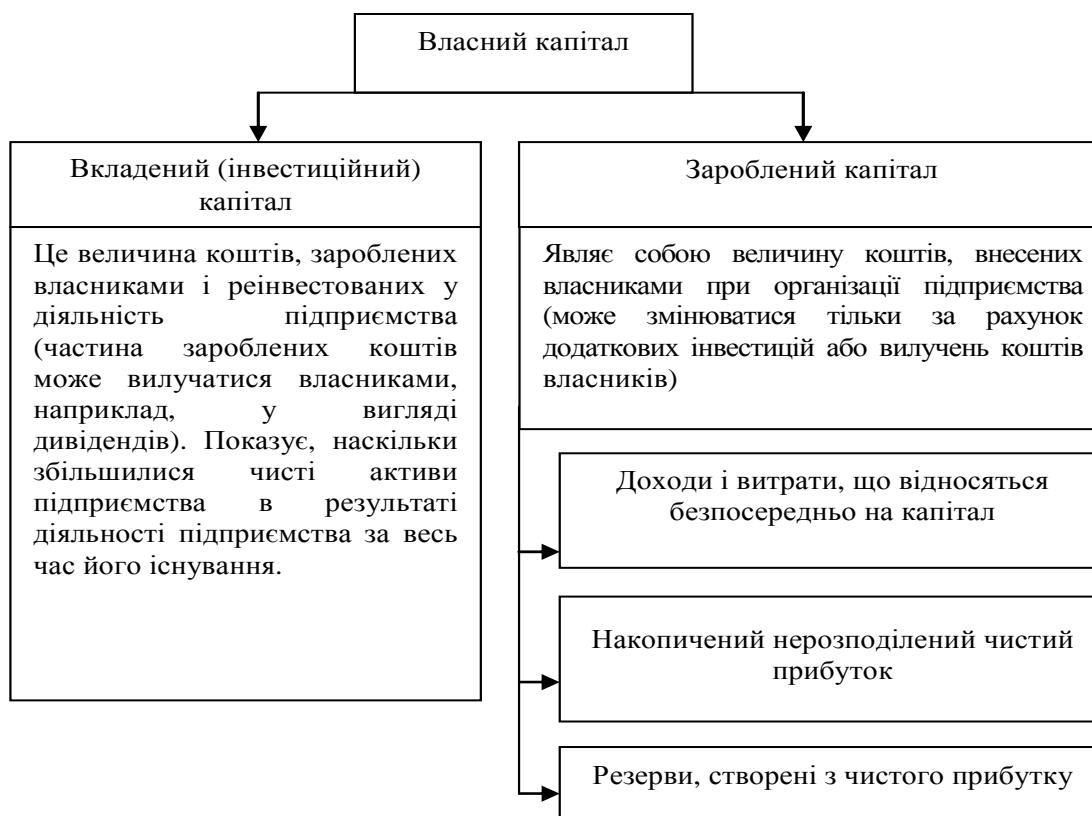 Власний капітал
Вкладений (інвестиційний)
капітал
Це величина коштів, зароблених
власниками і реінвестованих у
діяльність підприємства
(частина зароблених коштів
може вилучатися власниками,
наприклад, у вигляді
дивідендів). Показує, наскільки
збільшилися чисті активи
підприємства в результаті
діяльності підприємства за весь
час його існування.
Зароблений капітал
Являє собою величину коштів, внесених
власниками при організації підприємства
(може змінюватися тільки за рахунок
додаткових інвестицій або вилучень коштів
власників)
Доходи і витрати, що відносяться
безпосередньо на капітал
Накопичений нерозподілений чистий
прибуток
Резерви, створені з чистого прибутку